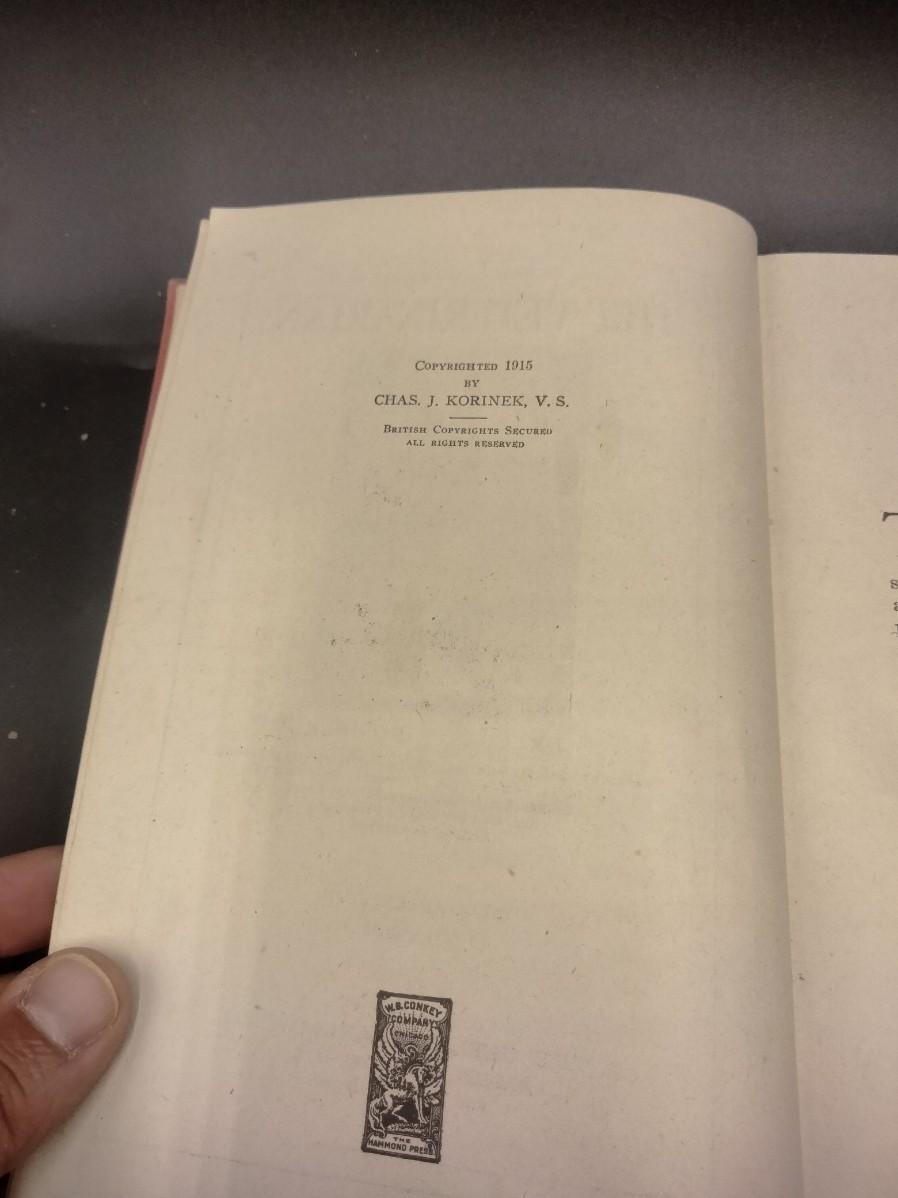 COPYRIGHTED 1915
BY
CHAS. J. KORINEK, V. S.
BRITISH COPYRIGHTS SECURED
ALL RIGHTS RESERVED
W.B. CONKEY
COMPANY
CHICAGO
THE
HAMMOND PRESS